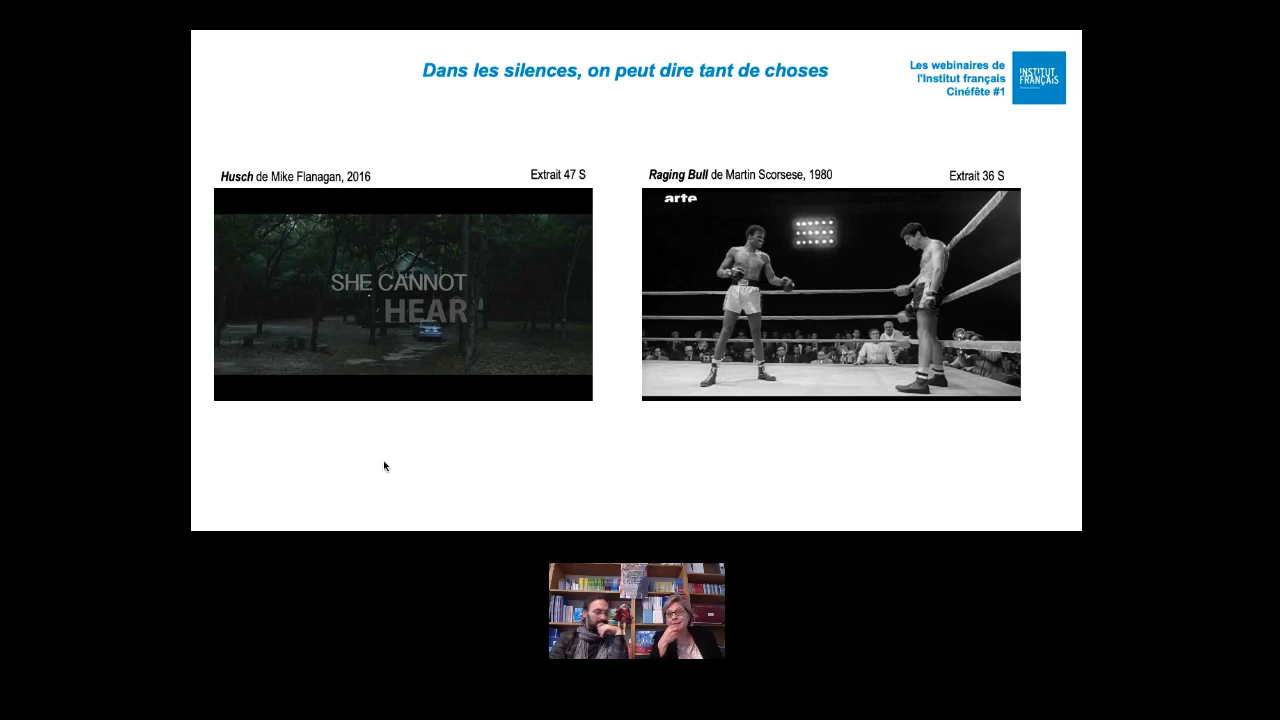 Dans les silences, on peut dire tant de choses
Les webinaires de
l'Institut français
Cinéfête #1
INSTITUT
FRANÇAIS
Husch de Mike Flanagan, 2016
Extrait 47 S
Raging Bull de Martin Scorsese, 1980
Extrait 36 S
SHE CANNOT
HEAR
arte